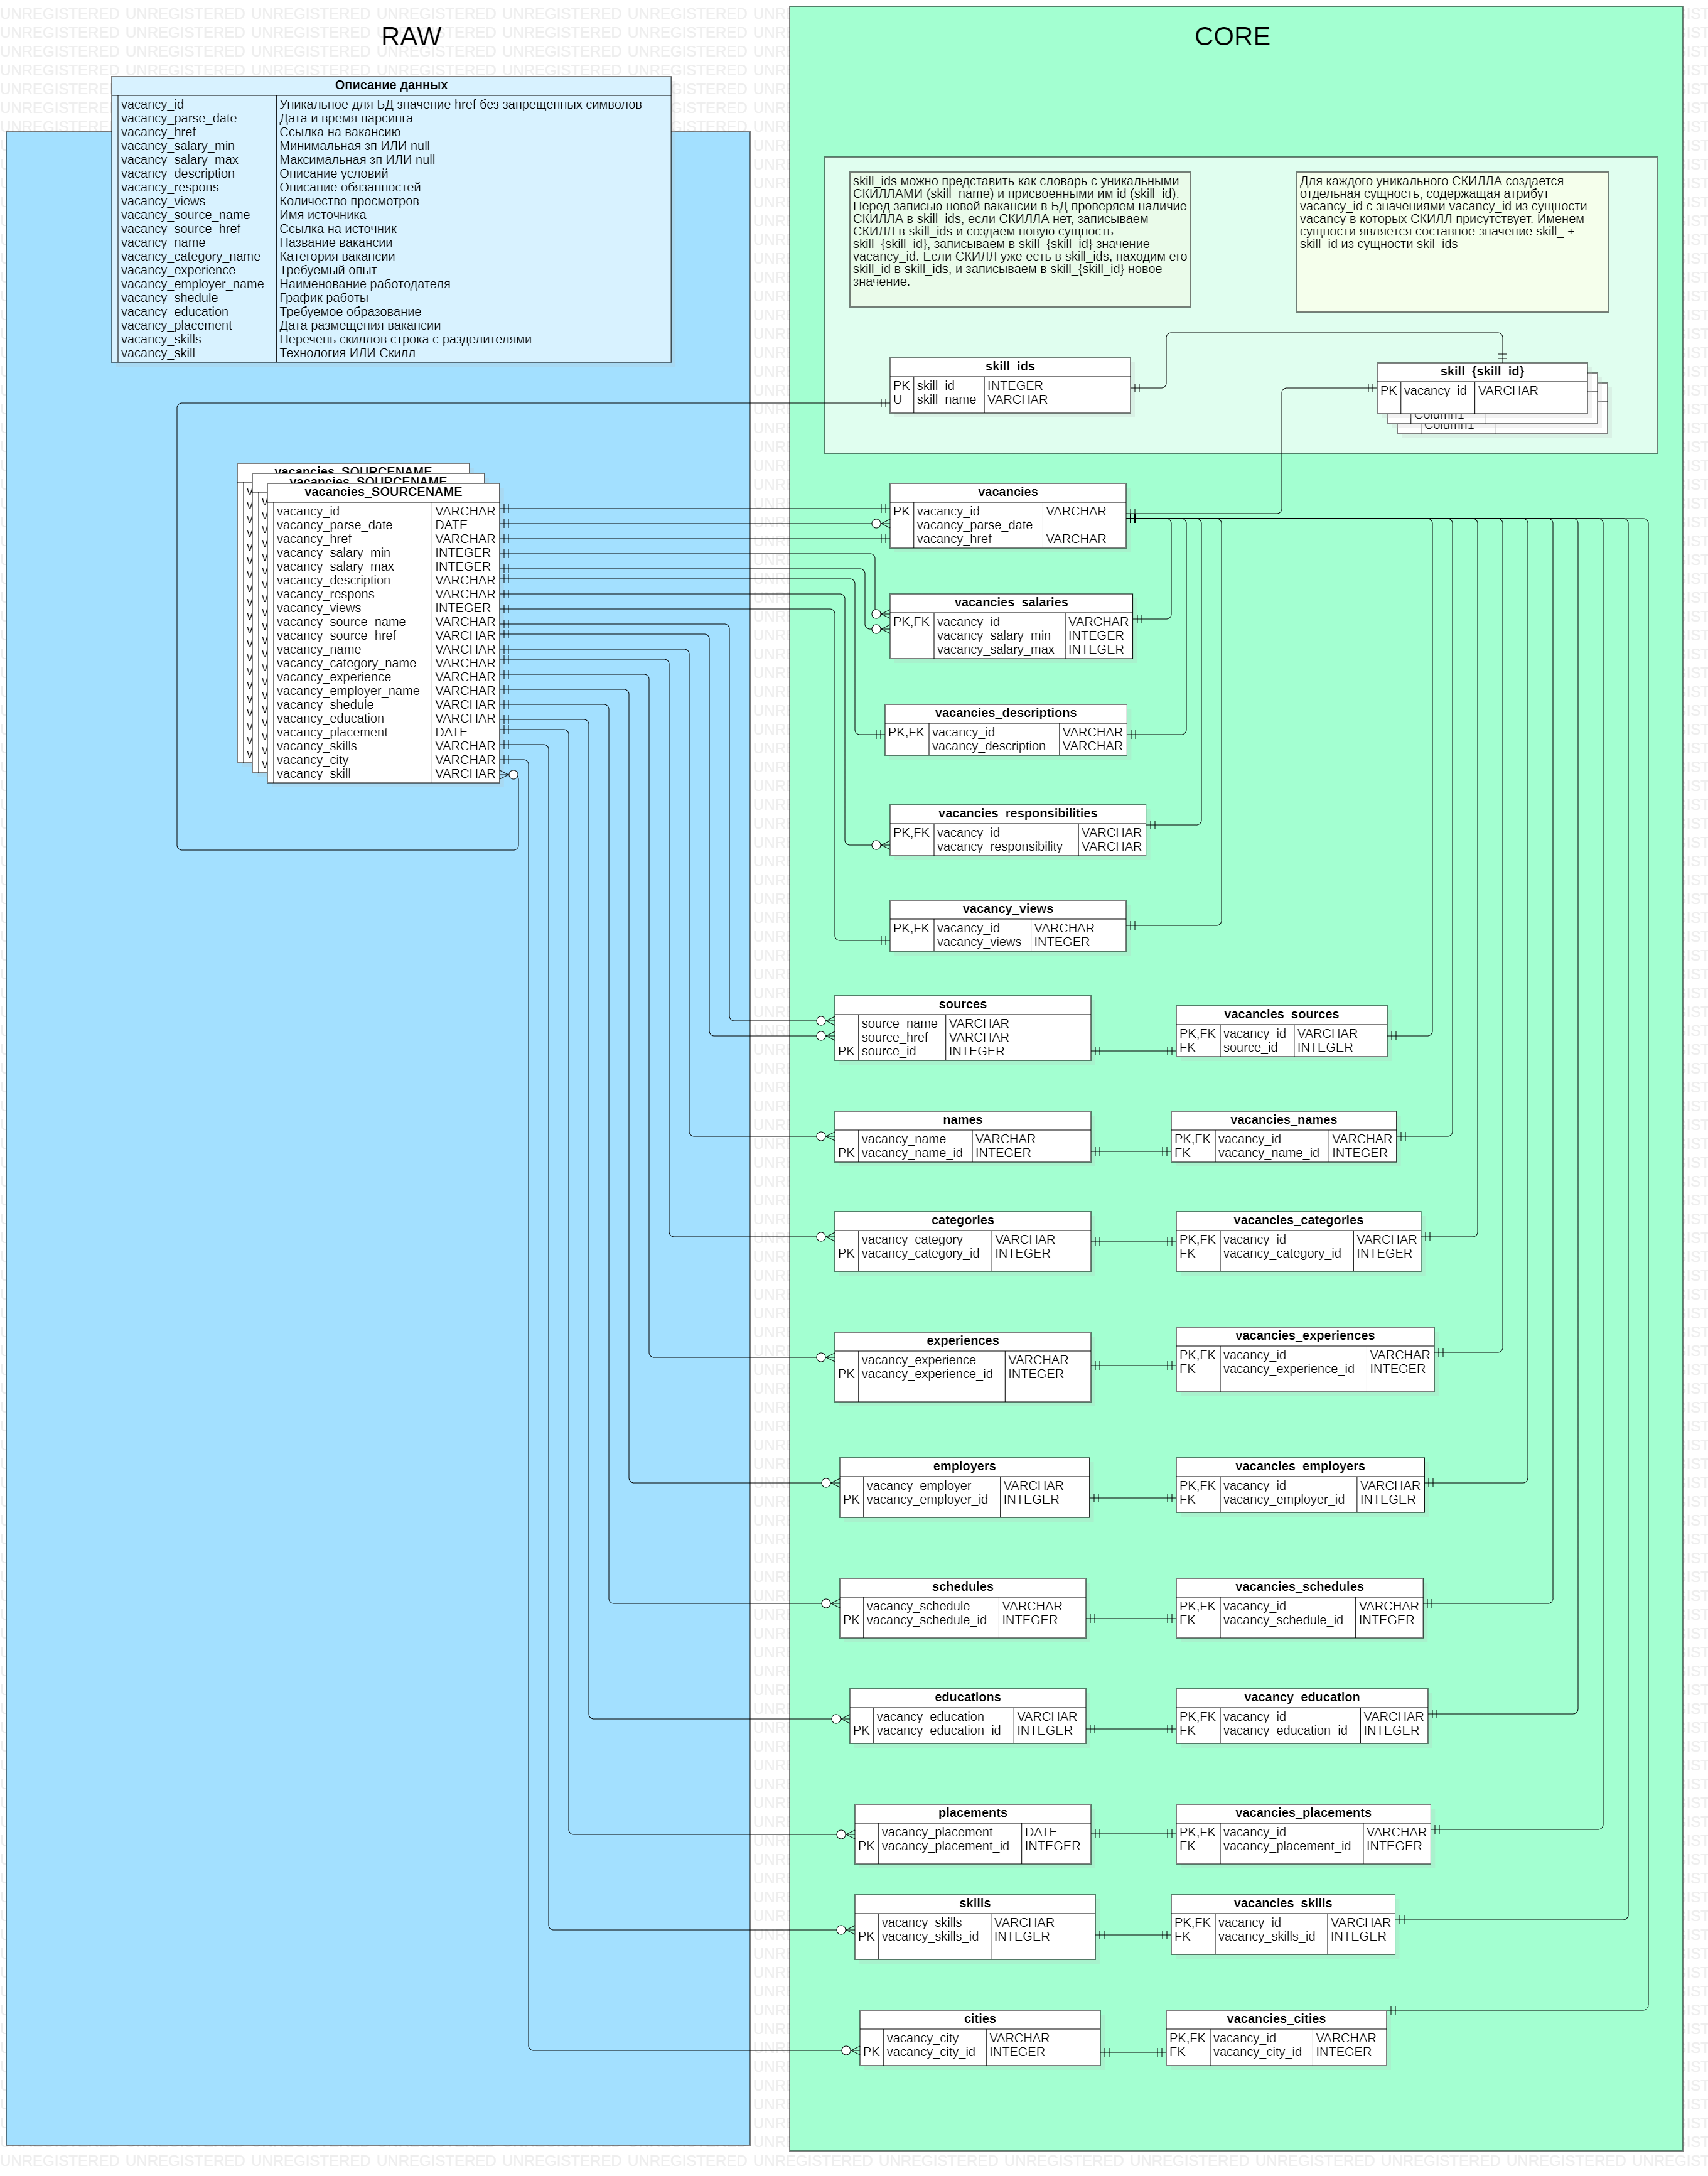 RAW
CORE
Описание данных
vacancy_id Уникальное для БД значение href без запрещенных символов
vacancy_parse_date Дата и время парсинга
vacancy_href Ссылка на вакансию
vacancy_salary_min Минимальная зп ИЛИ null
vacancy_salary_max Максимальная зп ИЛИ null
vacancy_description Описание условий
vacancy_respons Описание обязанностей
vacancy_views Количество просмотров
vacancy_source_name Имя источника
vacancy_source_href Ссылка на источник
vacancy_name Название вакансии
vacancy_category_name Категория вакансии
vacancy_experience Требуемый опыт
vacancy_employer_name Наименование работодателя
vacancy_shedule График работы
vacancy_education Требуемое образование
vacancy_placement Дата размещения вакансии
vacancy_skills Перечень скиллов строка с разделителями
vacancy_skill Технология ИЛИ Скилл
skill_ids можно представить как словарь с уникальными
СКИЛЛАМИ (skill_name) и присвоенными им id (skill_id).
Перед записью новой вакансии в БД проверяем наличие
СКИЛЛА в skill_ids, если СКИЛЛА нет, записываем
СКИЛЛ в skill_ids и создаем новую сущность
skill_{skill_id}, записываем в skill_{skill_id} значение
vacancy_id. Если СКИЛЛ уже есть в skill_ids, находим его
skill_id в skill_ids, и записываем в skill_{skill_id} новое
значение.
Для каждого уникального СКИЛЛА создается
отдельная сущность, содержащая атрибут
vacancy_id с значениями vacancy_id из сущности
vacancy в которых СКИЛЛ присутствует. Именем
сущности является составное значение skill_ +
skill_id из сущности skil_ids
skill_ids
PK skill_id INTEGER
U skill_name VARCHAR
skill_{skill_id}
PK vacancy_id VARCHAR
Column1
Column1
vacancies_SOURCENAME
vacancies_SOURCENAME
vacancies_SOURCENAME
vacancy_id VARCHAR
vacancy_parse_date DATE
vacancy_href VARCHAR
vacancy_salary_min INTEGER
vacancy_salary_max INTEGER
vacancy_description VARCHAR
vacancy_respons VARCHAR
vacancy_views INTEGER
vacancy_source_name VARCHAR
vacancy_source_href VARCHAR
vacancy_name VARCHAR
vacancy_category_name VARCHAR
vacancy_experience VARCHAR
vacancy_employer_name VARCHAR
vacancy_shedule VARCHAR
vacancy_education VARCHAR
vacancy_placement DATE
vacancy_skills VARCHAR
vacancy_city VARCHAR
vacancy_skill VARCHAR
vacancies
PK vacancy_id VARCHAR
vacancy_parse_date
vacancy_href VARCHAR
vacancies_salaries
PK,FK vacancy_id VARCHAR
vacancy_salary_min INTEGER
vacancy_salary_max INTEGER
vacancies_descriptions
PK,FK vacancy_id VARCHAR
vacancy_description VARCHAR
vacancies_responsibilities
PK,FK vacancy_id VARCHAR
vacancy_responsibility VARCHAR
vacancy_views
PK,FK vacancy_id VARCHAR
vacancy_views INTEGER
sources
source_name VARCHAR
source_href VARCHAR
PK source_id INTEGER
vacancies_sources
PK,FK vacancy_id VARCHAR
FK source_id INTEGER
names
vacancy_name VARCHAR
PK vacancy_name_id INTEGER
vacancies_names
PK,FK vacancy_id VARCHAR
FK vacancy_name_id INTEGER
categories
vacancy_category VARCHAR
PK vacancy_category_id INTEGER
vacancies_categories
PK,FK vacancy_id VARCHAR
FK vacancy_category_id INTEGER
experiences
vacancy_experience VARCHAR
PK vacancy_experience_id INTEGER
vacancies_experiences
PK,FK vacancy_id VARCHAR
FK vacancy_experience_id INTEGER
employers
vacancy_employer VARCHAR
PK vacancy_employer_id INTEGER
vacancies_employers
PK,FK vacancy_id VARCHAR
FK vacancy_employer_id INTEGER
schedules
vacancy_schedule VARCHAR
PK vacancy_schedule_id INTEGER
vacancies_schedules
PK,FK vacancy_id VARCHAR
FK vacancy_schedule_id INTEGER
educations
vacancy_education VARCHAR
PK vacancy_education_id INTEGER
vacancy_education
PK,FK vacancy_id VARCHAR
FK vacancy_education_id INTEGER
placements
vacancy_placement DATE
PK vacancy_placement_id INTEGER
vacancies_placements
PK,FK vacancy_id VARCHAR
FK vacancy_placement_id INTEGER
skills
vacancy_skills VARCHAR
PK vacancy_skills_id INTEGER
vacancies_skills
PK,FK vacancy_id VARCHAR
FK vacancy_skills_id INTEGER
cities
vacancy_city VARCHAR
PK vacancy_city_id INTEGER
vacancies_cities
PK,FK vacancy_id VARCHAR
FK vacancy_city_id INTEGER
UNREGISTERED